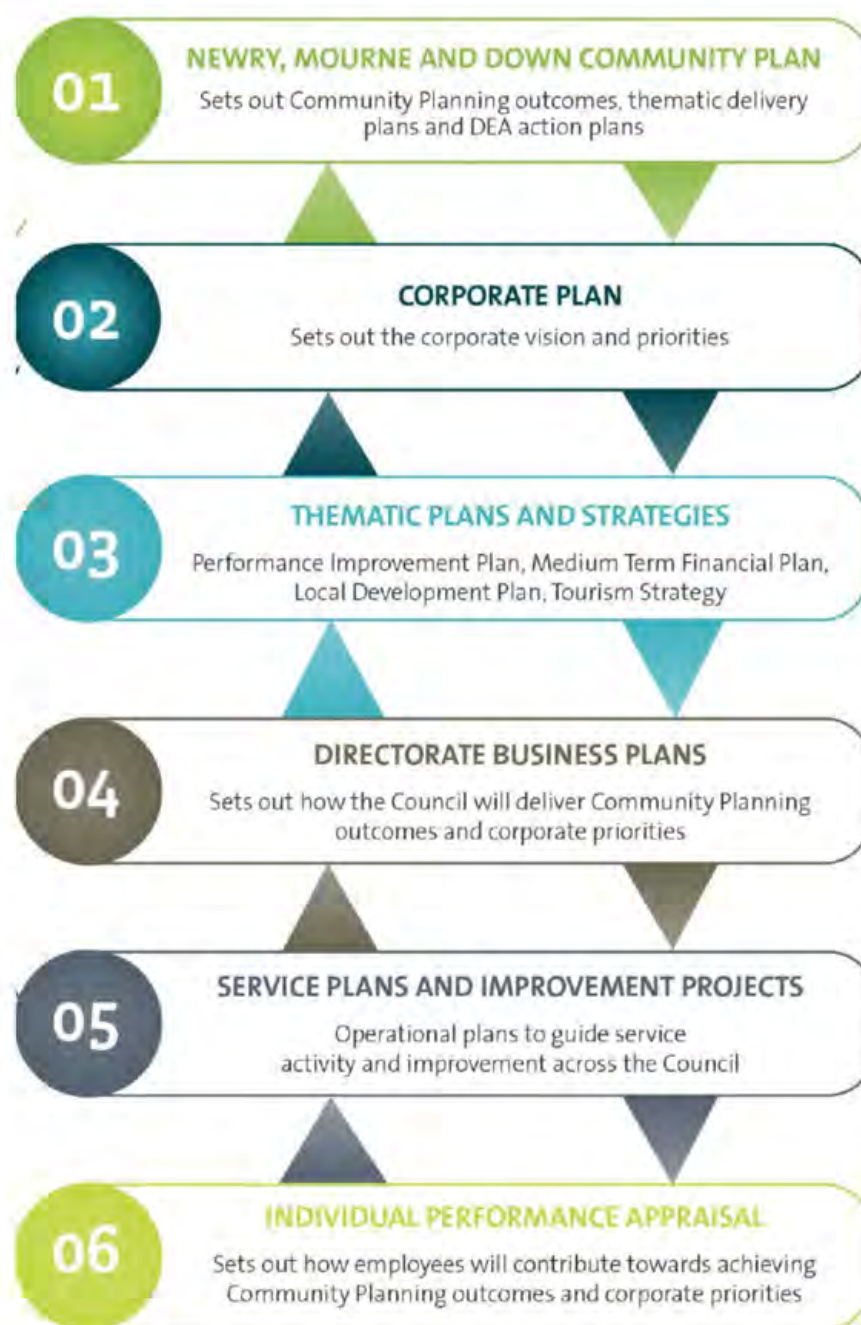 01
NEWRY, MOURNE AND DOWN COMMUNITY PLAN
Sets out Community Planning outcomes, thematic delivery
plans and DEA action plans
02
CORPORATE PLAN
Sets out the corporate vision and priorities
03
THEMATIC PLANS AND STRATEGIES
Performance Improvement Plan, Medium Term Financial Plan,
Local Development Plan, Tourism Strategy
04
DIRECTORATE BUSINESS PLANS
Sets out how the Council will deliver Community Planning
outcomes and corporate priorities
05
SERVICE PLANS AND IMPROVEMENT PROJECTS
Operational plans to guide service
activity and improvement across the Council
06
INDIVIDUAL PERFORMANCE APPRAISAL
Sets out how employees will contribute towards achieving
Community Planning outcomes and corporate priorities